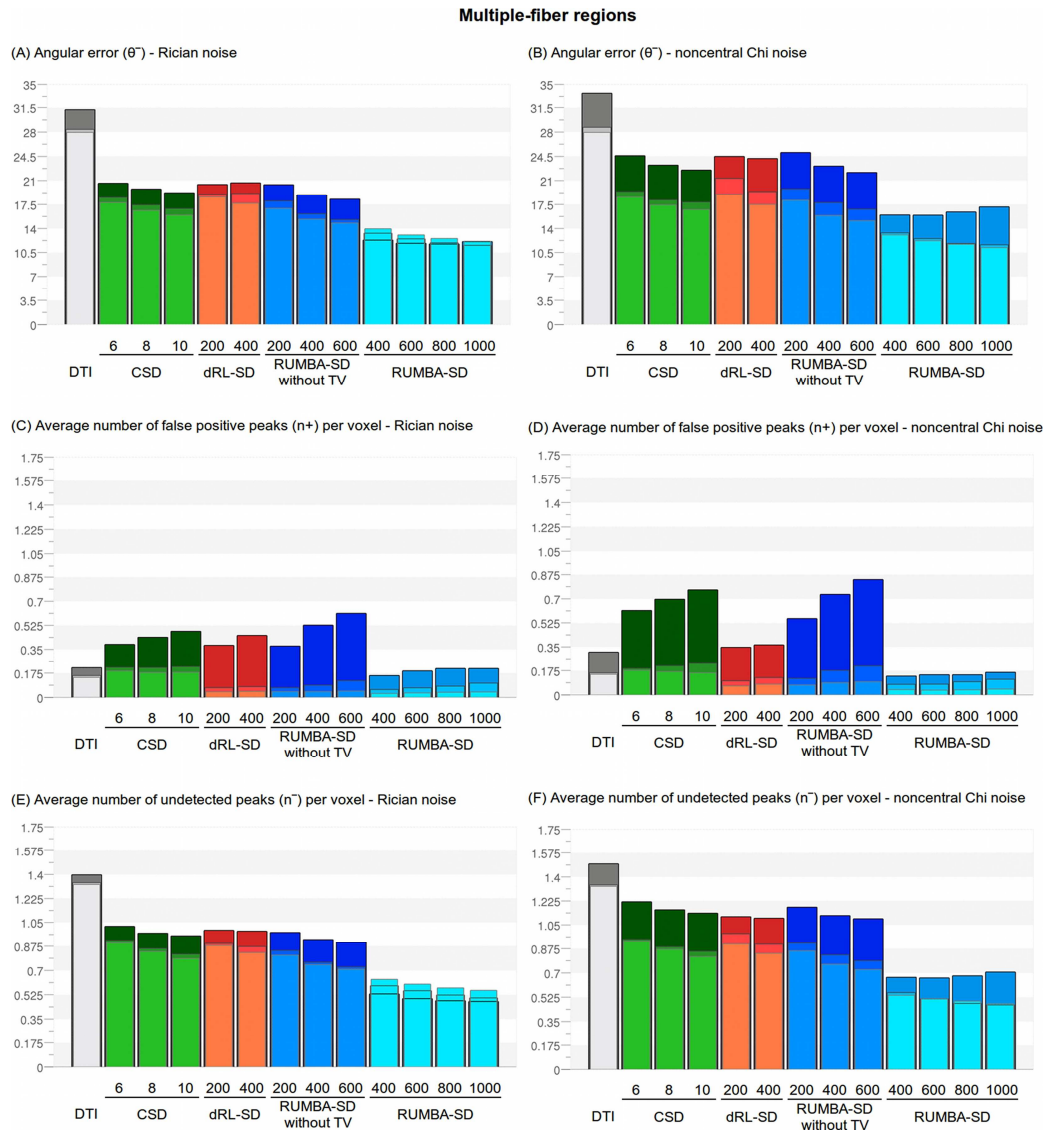 Multiple-fiber regions
(A) Angular error (θ⁻) - Rician noise
35
31.5
28
24.5
21
17.5
14
10.5
7
3.5
0
6 8 10 200 400 200 400 600 400 600 800 1000
DTI CSD dRL-SD RUMBA-SD RUMBA-SD
without TV
(B) Angular error (θ⁻) - noncentral Chi noise
35
31.5
28
24.5
21
17.5
14
10.5
7
3.5
0
6 8 10 200 400 200 400 600 400 600 800 1000
DTI CSD dRL-SD RUMBA-SD RUMBA-SD
without TV
(C) Average number of false positive peaks (n+) per voxel - Rician noise
1.75
1.575
1.4
1.225
1.05
0.875
0.7
0.525
0.35
0.175
0
6 8 10 200 400 200 400 600 400 600 800 1000
DTI CSD dRL-SD RUMBA-SD RUMBA-SD
without TV
(D) Average number of false positive peaks (n+) per voxel - noncentral Chi noise
1.75
1.575
1.4
1.225
1.05
0.875
0.7
0.525
0.35
0.175
0
6 8 10 200 400 200 400 600 400 600 800 1000
DTI CSD dRL-SD RUMBA-SD RUMBA-SD
without TV
(E) Average number of undetected peaks (n⁻) per voxel - Rician noise
1.75
1.575
1.4
1.225
1.05
0.875
0.7
0.525
0.35
0.175
0
6 8 10 200 400 200 400 600 400 600 800 1000
DTI CSD dRL-SD RUMBA-SD RUMBA-SD
without TV
(F) Average number of undetected peaks (n⁻) per voxel - noncentral Chi noise
1.75
1.575
1.4
1.225
1.05
0.875
0.7
0.525
0.35
0.175
0
6 8 10 200 400 200 400 600 400 600 800 1000
DTI CSD dRL-SD RUMBA-SD RUMBA-SD
without TV